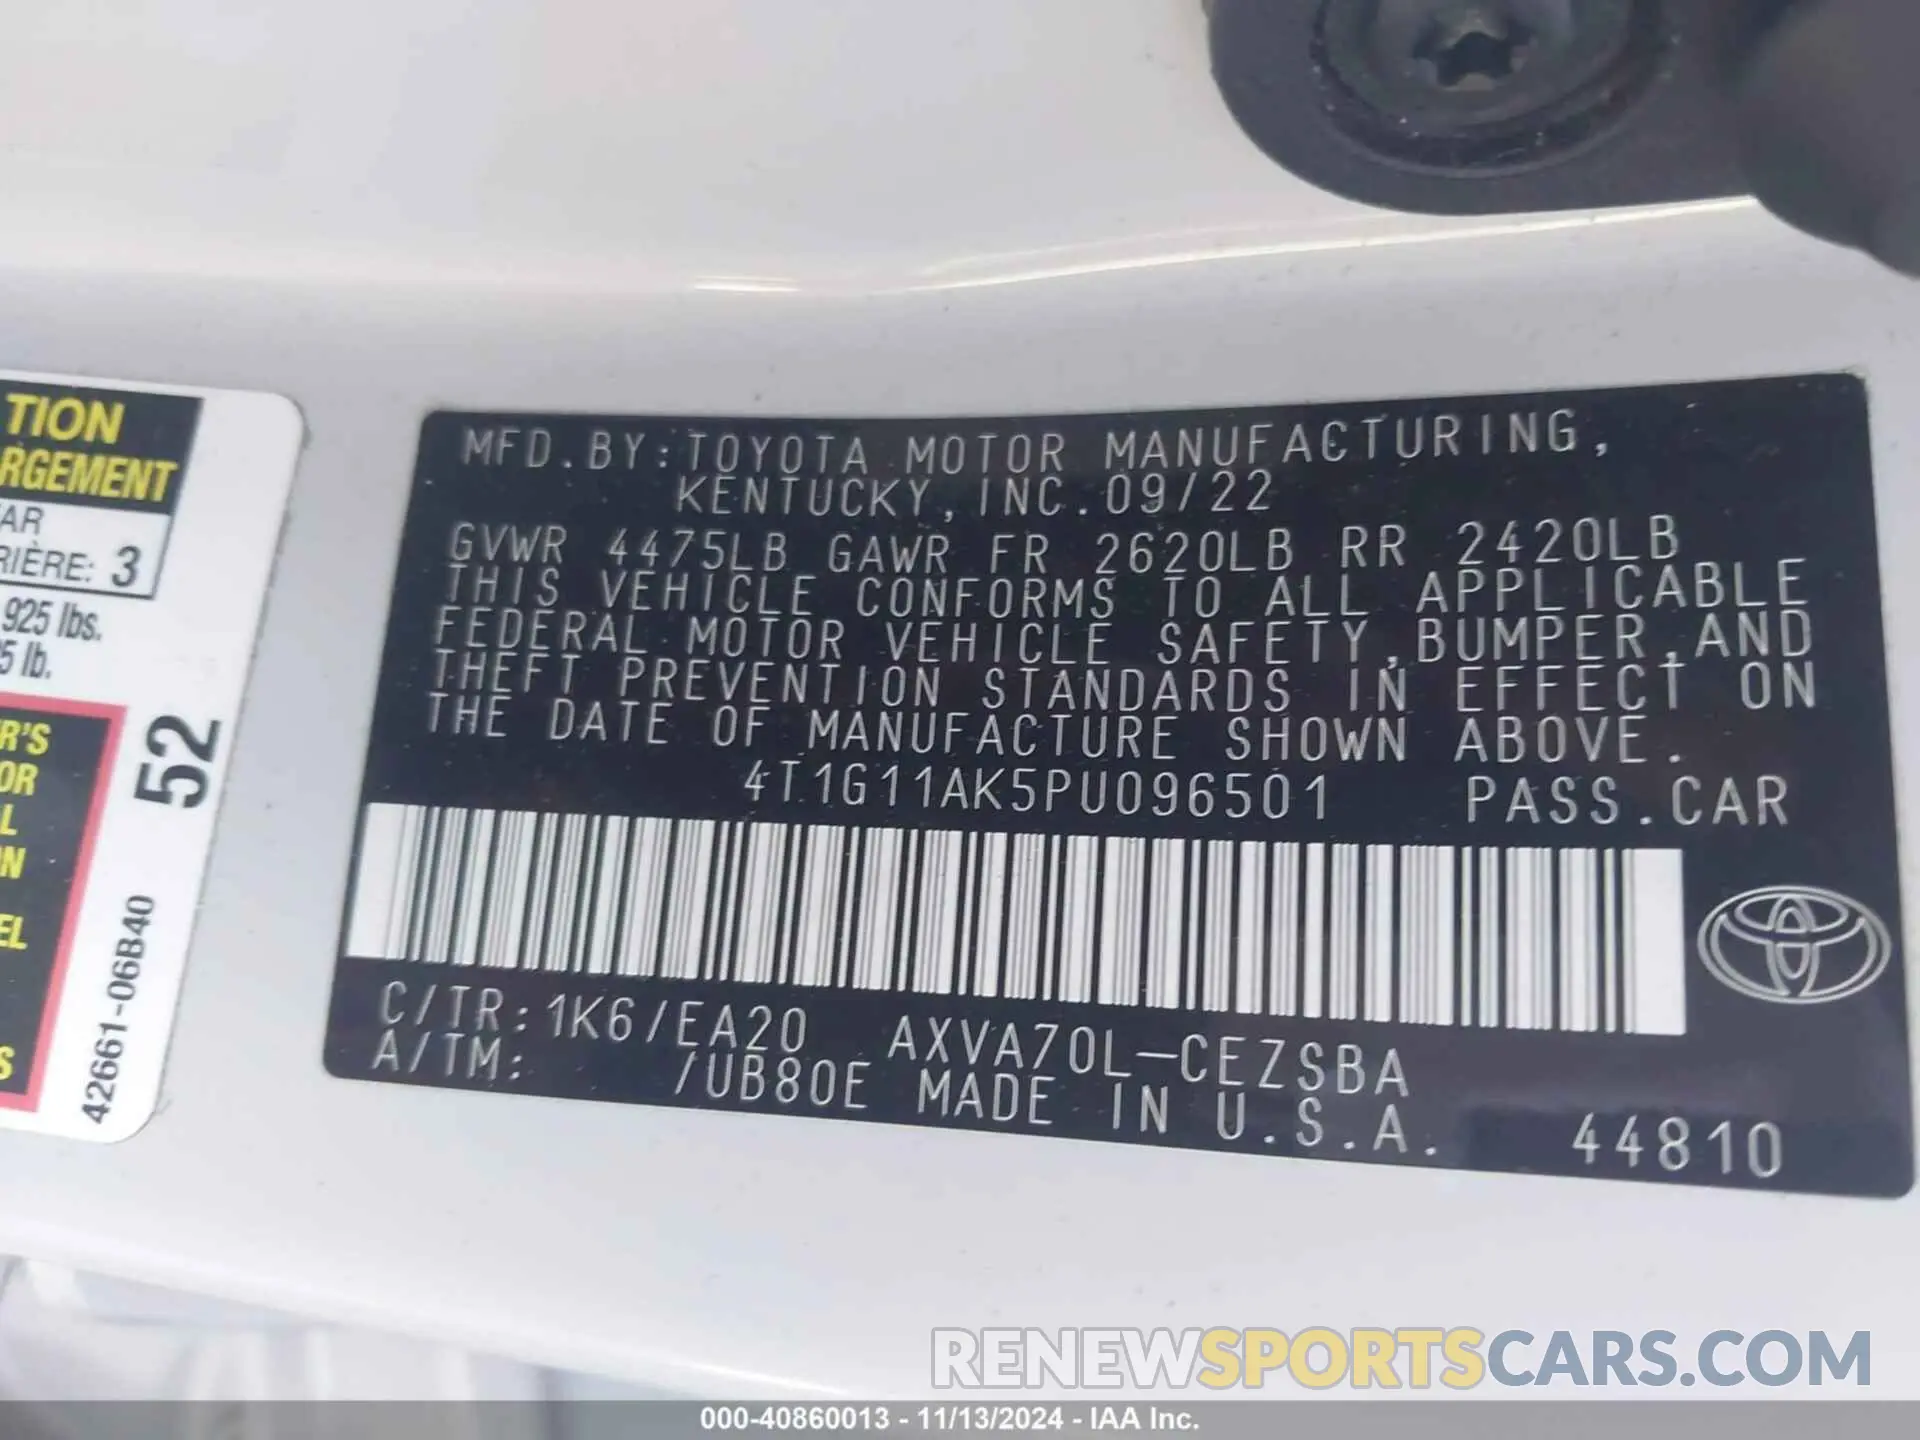 TION
RGEMENT
AR
RIÈRE: 3
925 lbs.
5 lb.
R'S
OR
L
N
EL
S
52
42661-06B40
MFD.BY:TOYOTA MOTOR MANUFACTURING,
KENTUCKY,INC.09/22
GVWR 4475LB GAWR FR 2620LB RR 2420LB
THIS VEHICLE CONFORMS TO ALL APPLICABLE
FEDERAL MOTOR VEHICLE SAFETY,BUMPER,AND
THEFT PREVENTION STANDARDS IN EFFECT ON
THE DATE OF MANUFACTURE SHOWN ABOVE.
4T1G11AK5PU096501 PASS.CAR
C/TR:1K6/EA20 AXVA70L-CEZSBA
A/TM: /UB80E MADE IN U.S.A.
44810
RENEWSPORTSCARS.COM
000-40860013 - 11/13/2024 - IAA Inc.